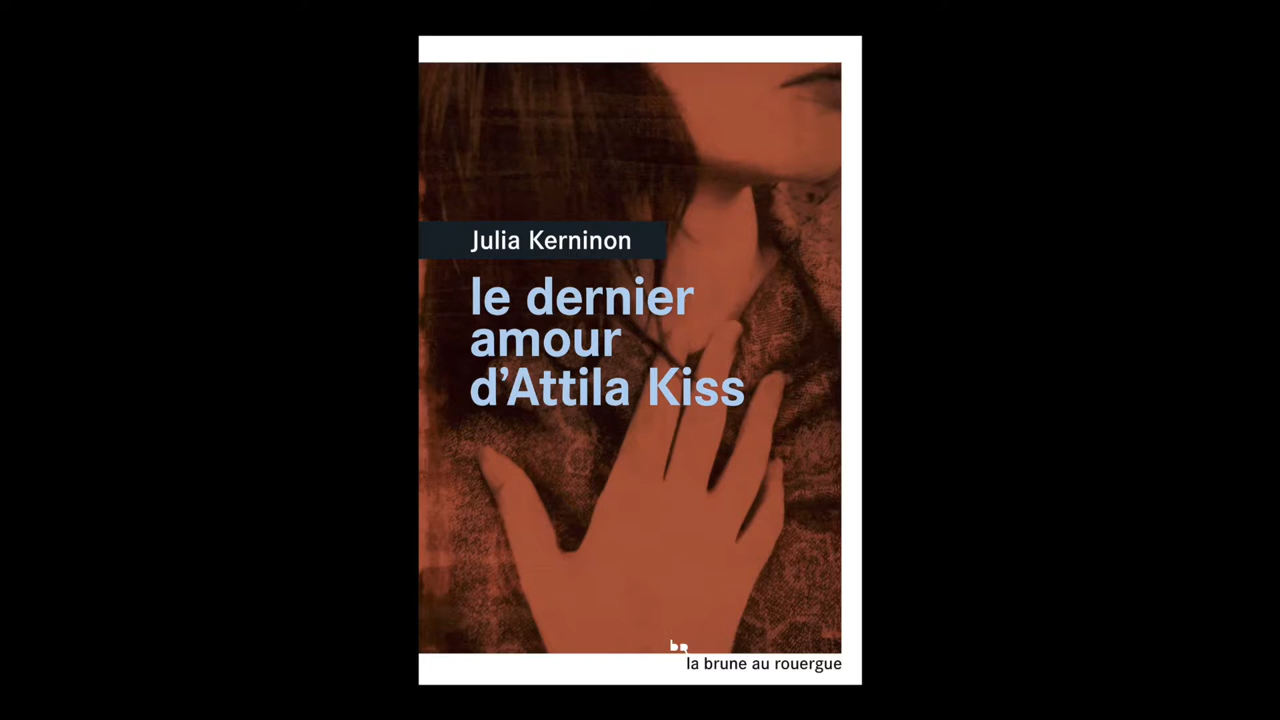 Julia Kerninon
le dernier
amour
d’Attila Kiss
la brune au rouergue